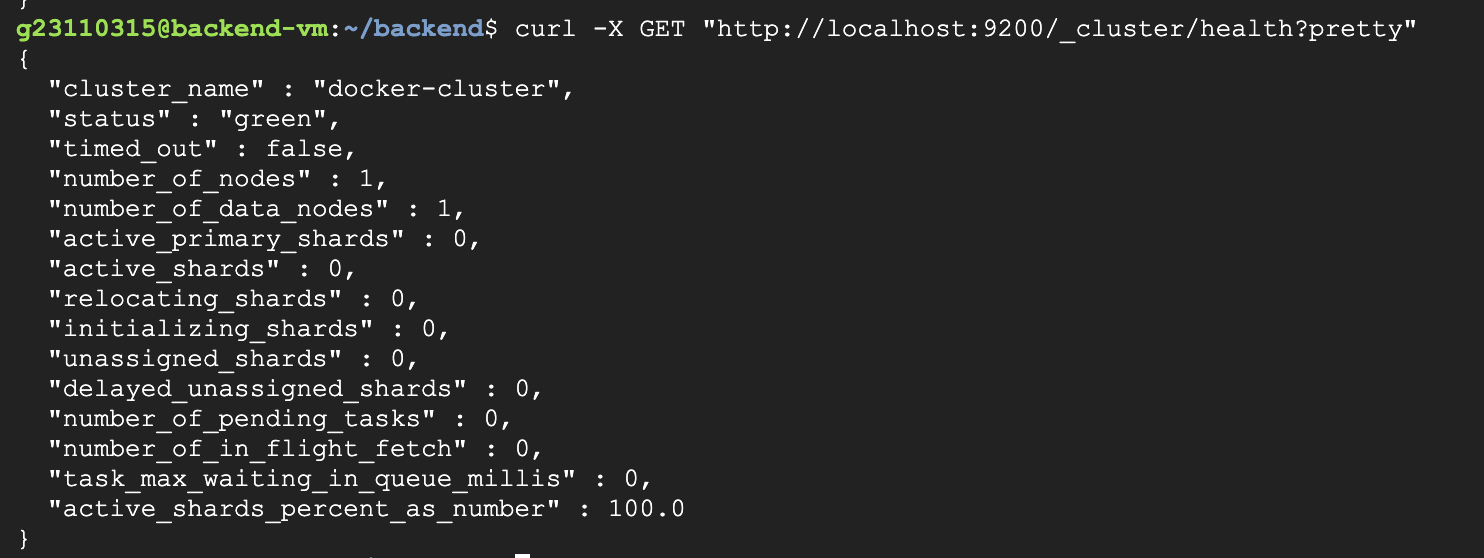 }
g23110315@backend-vm:~/backend$ curl -X GET "http://localhost:9200/_cluster/health?pretty"
{
  "cluster_name" : "docker-cluster",
  "status" : "green",
  "timed_out" : false,
  "number_of_nodes" : 1,
  "number_of_data_nodes" : 1,
  "active_primary_shards" : 0,
  "active_shards" : 0,
  "relocating_shards" : 0,
  "initializing_shards" : 0,
  "unassigned_shards" : 0,
  "delayed_unassigned_shards" : 0,
  "number_of_pending_tasks" : 0,
  "number_of_in_flight_fetch" : 0,
  "task_max_waiting_in_queue_millis" : 0,
  "active_shards_percent_as_number" : 100.0
}